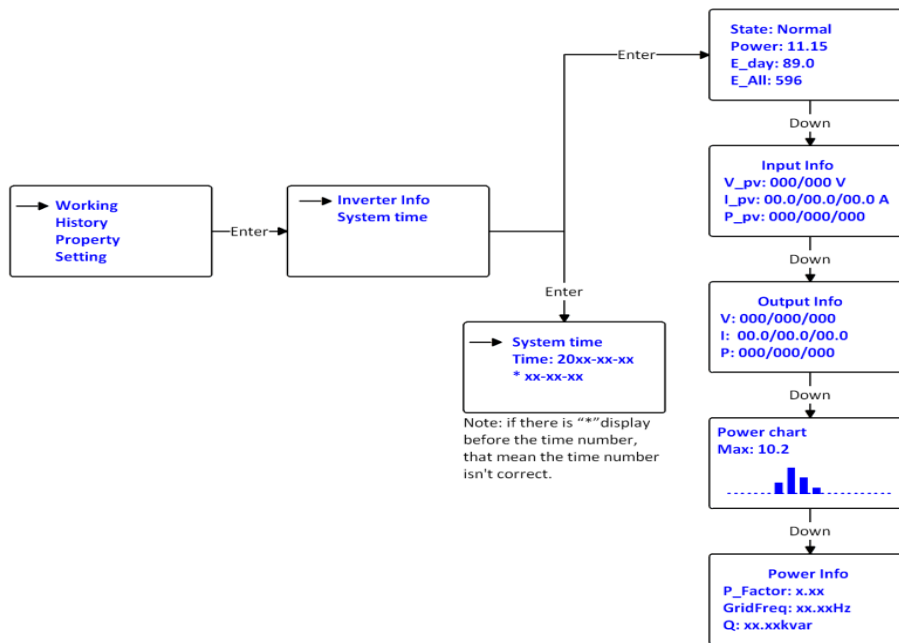 Working
History
Property
Setting
Enter
Inverter Info
System time
Enter
State: Normal
Power: 11.15
E_day: 89.0
E_All: 596
Down
Input Info
V_pv: 000/000 V
I_pv: 00.0/00.0/00.0 A
P_pv: 000/000/000
Down
Output Info
V: 000/000/000
I: 00.0/00.0/00.0
P: 000/000/000
Down
Power chart
Max: 10.2
Down
Power Info
P_Factor: x.xx
GridFreq: xx.xxHz
Q: xx.xxkvar
Enter
System time
Time: 20xx-xx-xx
* xx-xx-xx
Note: if there is “*”display
before the time number,
that mean the time number
isn't correct.